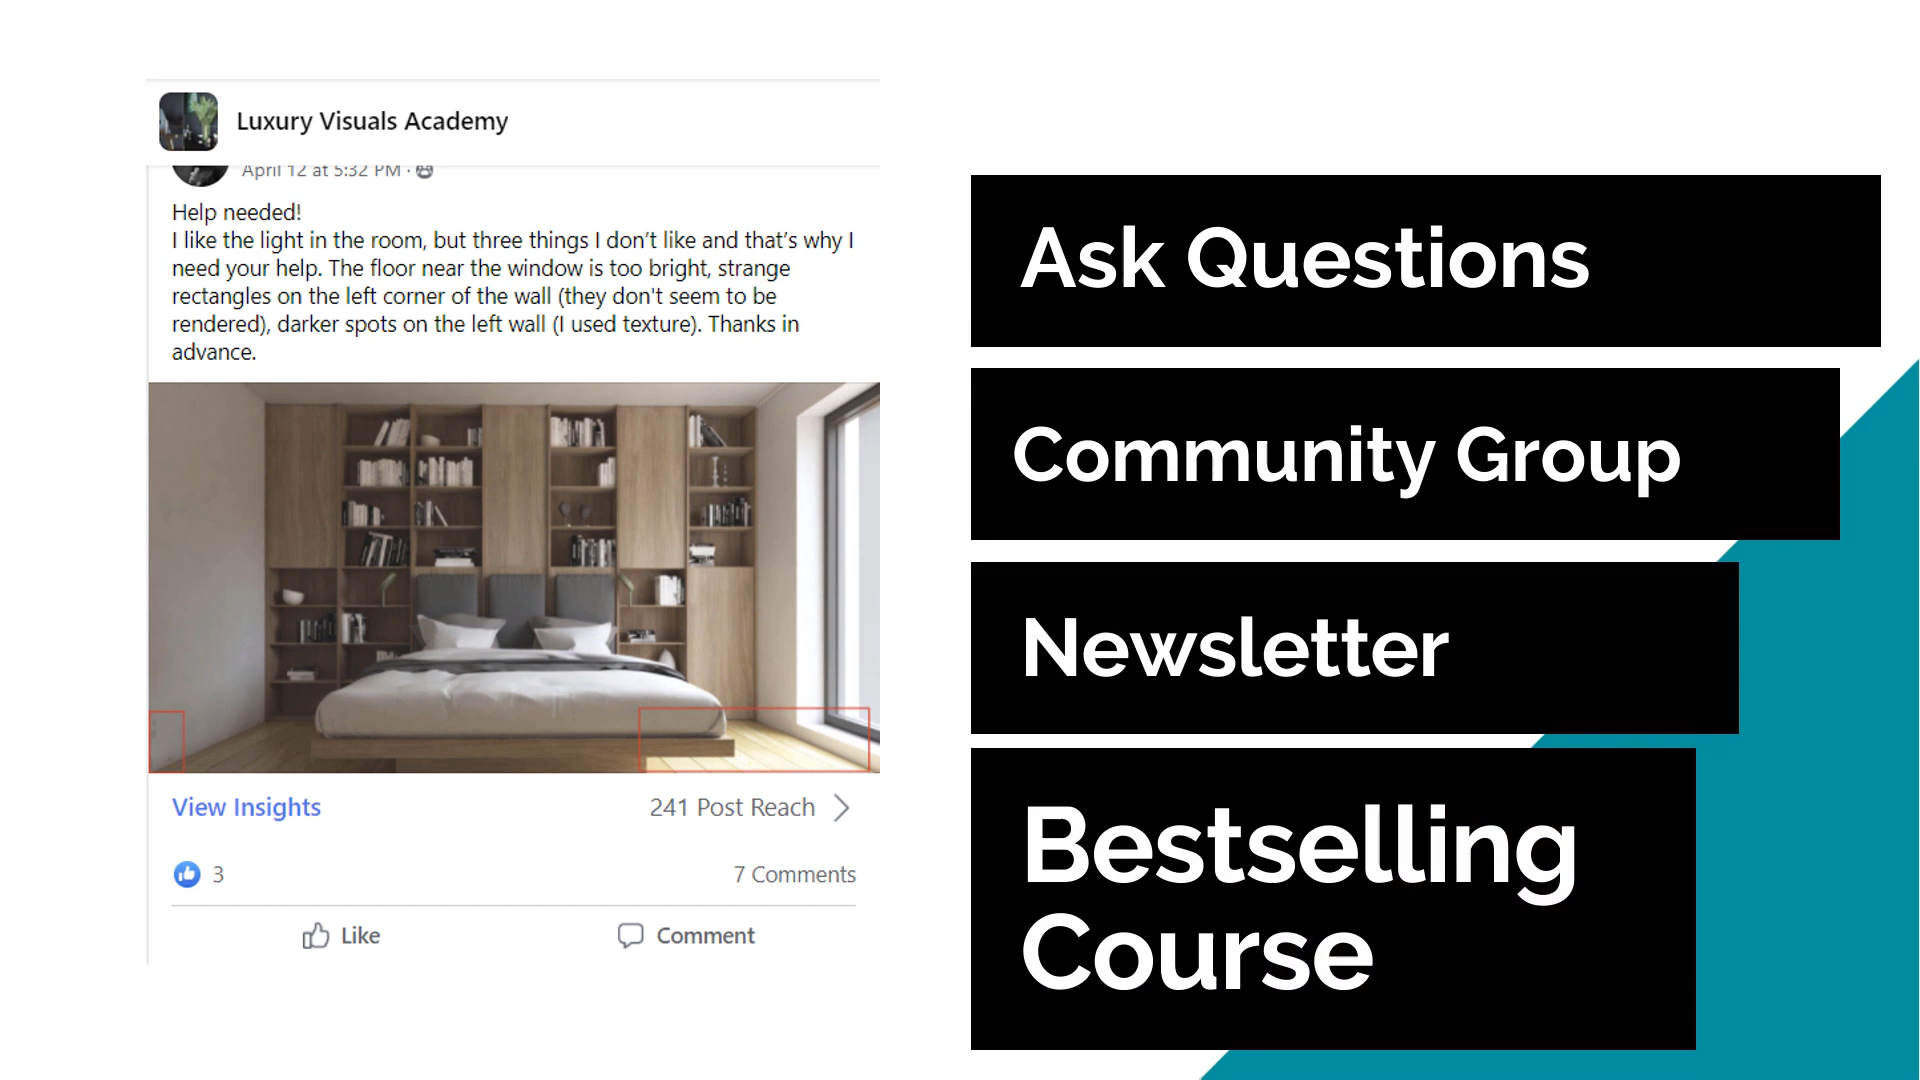 Luxury Visuals Academy
April 12 at 5:32 PM ·
Help needed!
I like the light in the room, but three things I don’t like and that’s why I
need your help. The floor near the window is too bright, strange
rectangles on the left corner of the wall (they don't seem to be
rendered), darker spots on the left wall (I used texture). Thanks in
advance.
View Insights
241 Post Reach
3
7 Comments
Like
Comment
Ask Questions
Community Group
Newsletter
Bestselling
Course